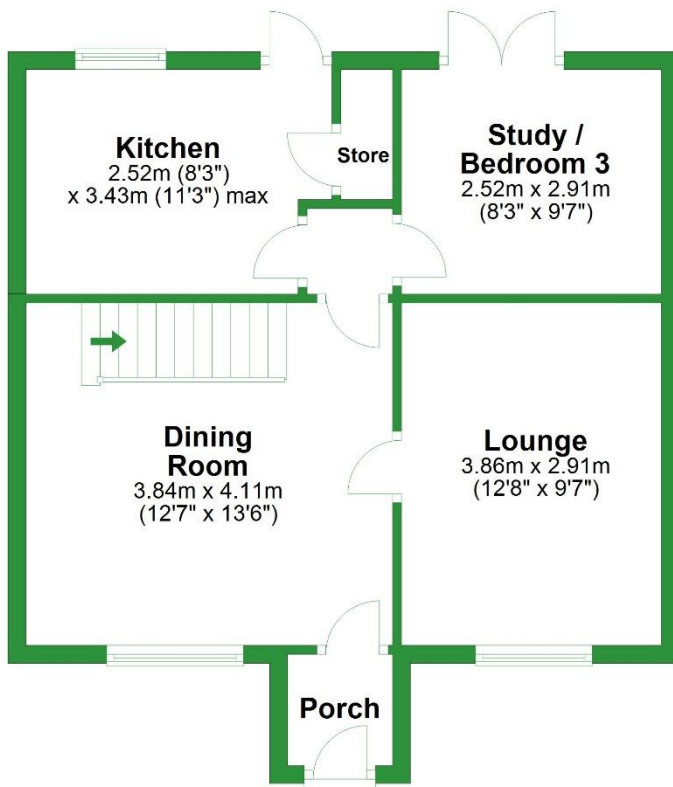 Kitchen
2.52m (8'3")
x 3.43m (11'3") max
Store
Study /
Bedroom 3
2.52m x 2.91m
(8'3" x 9'7")
Dining
Room
3.84m x 4.11m
(12'7" x 13'6")
Lounge
3.86m x 2.91m
(12'8" x 9'7")
Porch